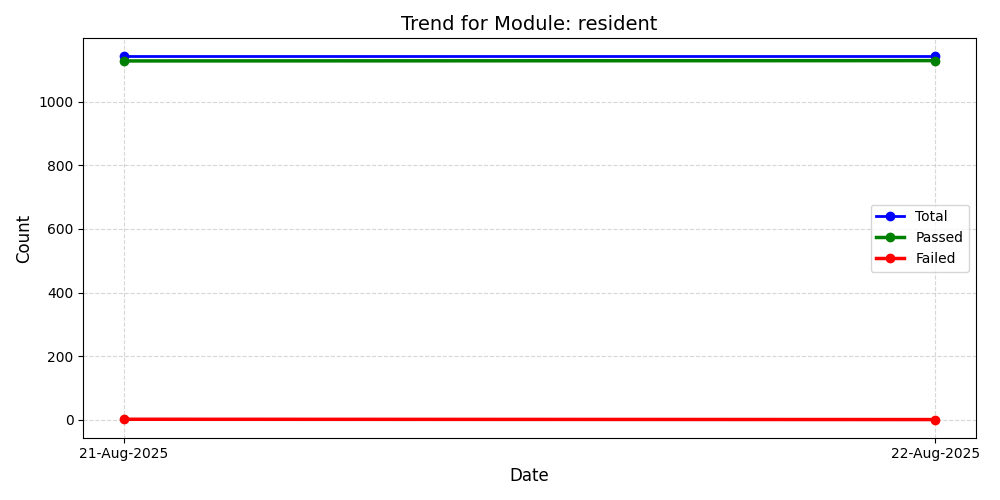 Trend for Module: resident
Count
1000
800
600
400
200
0
Total
Passed
Failed
21-Aug-2025
22-Aug-2025
Date